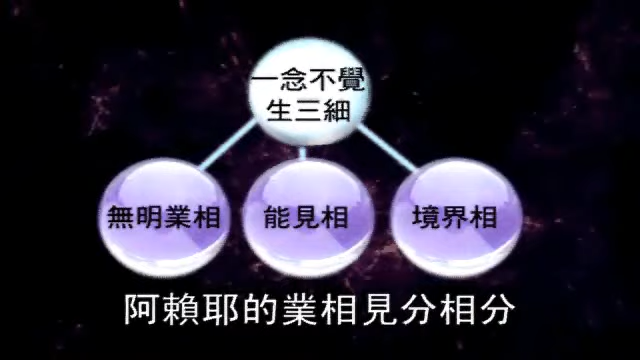 一念不覺
生三細
無明業相
能見相
境界相
阿賴耶的業相見分相分